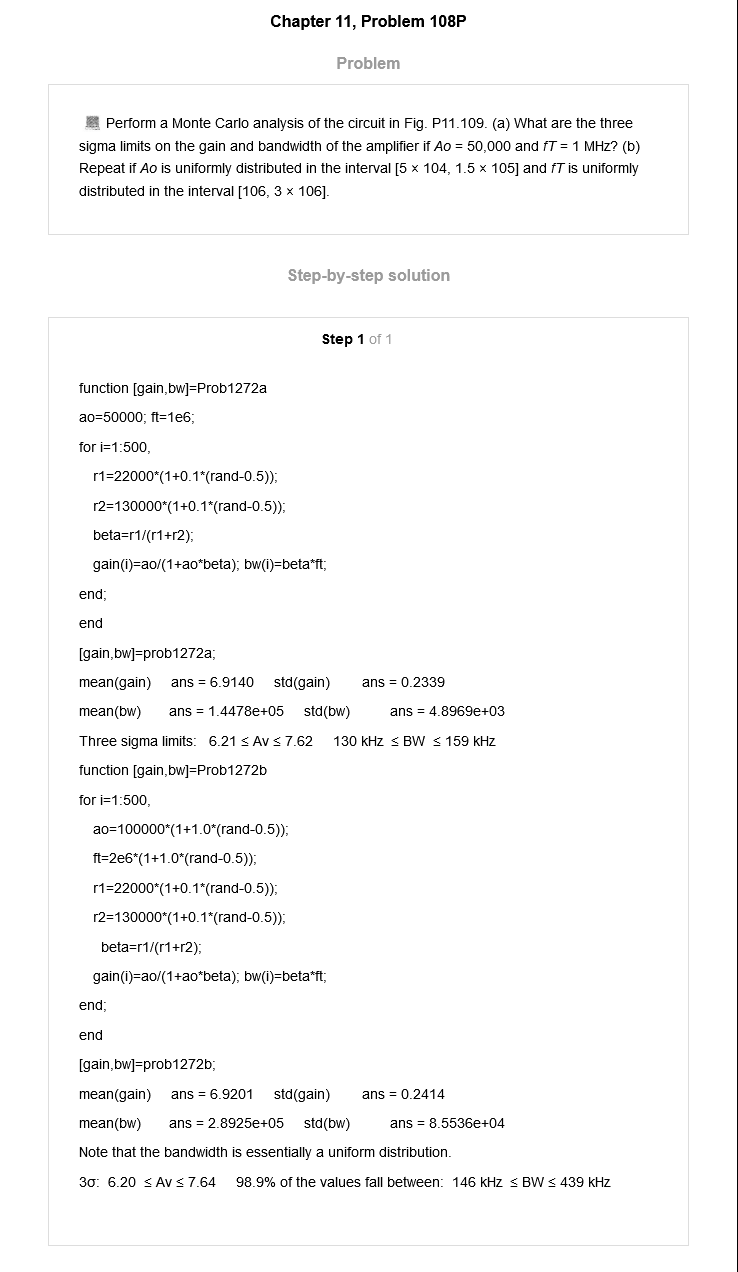 Chapter 11, Problem 108P
Problem
Perform a Monte Carlo analysis of the circuit in Fig. P11.109. (a) What are the three
sigma limits on the gain and bandwidth of the amplifier if Ao = 50,000 and fT = 1 MHz? (b)
Repeat if Ao is uniformly distributed in the interval [5 × 104, 1.5 × 105] and fT is uniformly
distributed in the interval [106, 3 × 106].
Step-by-step solution
Step 1 of 1
function [gain,bw]=Prob1272a
ao=50000; ft=1e6;
for i=1:500,
r1=22000*(1+0.1*(rand-0.5));
r2=130000*(1+0.1*(rand-0.5));
beta=r1/(r1+r2);
gain(i)=ao/(1+ao*beta); bw(i)=beta*ft;
end;
end
[gain,bw]=prob1272a;
mean(gain) ans = 6.9140 std(gain) ans = 0.2339
mean(bw) ans = 1.4478e+05 std(bw) ans = 4.8969e+03
Three sigma limits: 6.21 ≤ Av ≤ 7.62 130 kHz ≤ BW ≤ 159 kHz
function [gain,bw]=Prob1272b
for i=1:500,
ao=100000*(1+1.0*(rand-0.5));
ft=2e6*(1+1.0*(rand-0.5));
r1=22000*(1+0.1*(rand-0.5));
r2=130000*(1+0.1*(rand-0.5));
beta=r1/(r1+r2);
gain(i)=ao/(1+ao*beta); bw(i)=beta*ft;
end;
end
[gain,bw]=prob1272b;
mean(gain) ans = 6.9201 std(gain) ans = 0.2414
mean(bw) ans = 2.8925e+05 std(bw) ans = 8.5536e+04
Note that the bandwidth is essentially a uniform distribution.
3σ: 6.20 ≤ Av ≤ 7.64 98.9% of the values fall between: 146 kHz ≤ BW ≤ 439 kHz